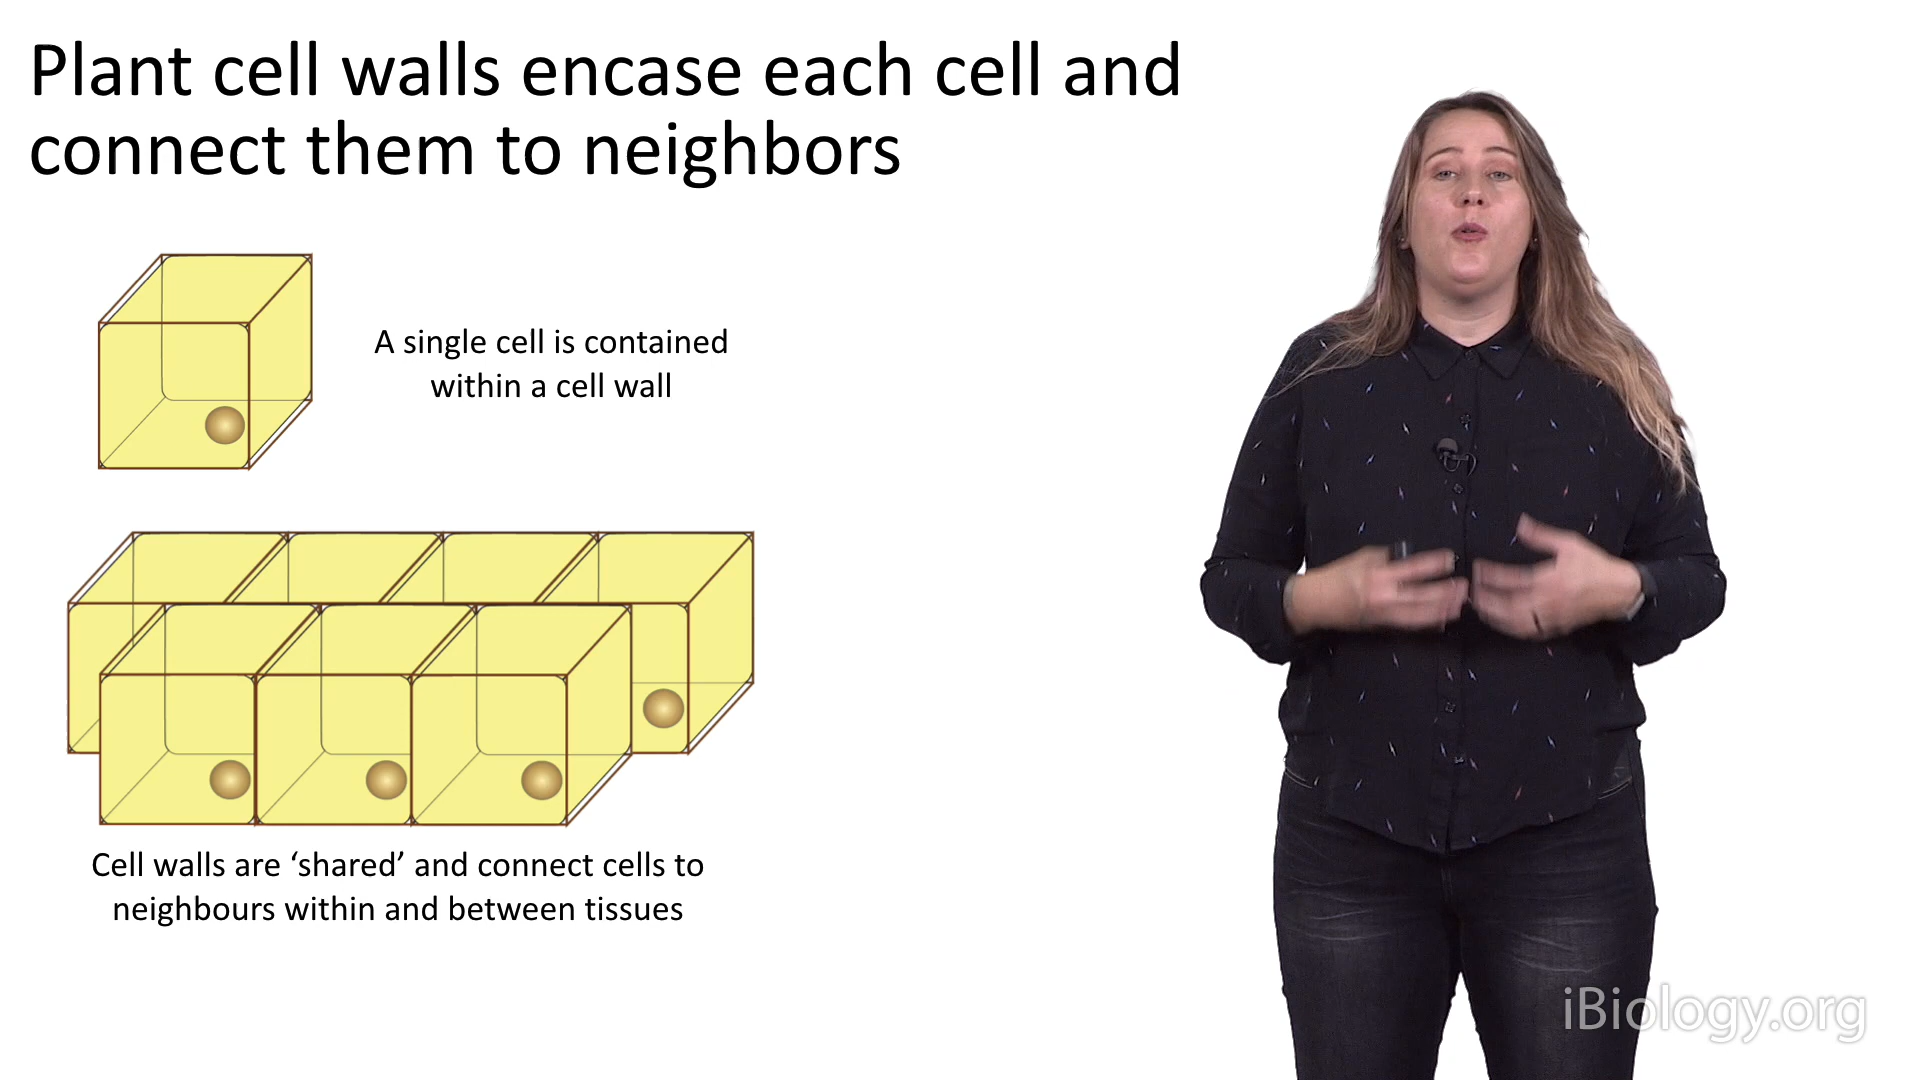 Plant cell walls encase each cell and
connect them to neighbors
A single cell is contained
within a cell wall
Cell walls are ‘shared’ and connect cells to
neighbours within and between tissues
iBiology.org